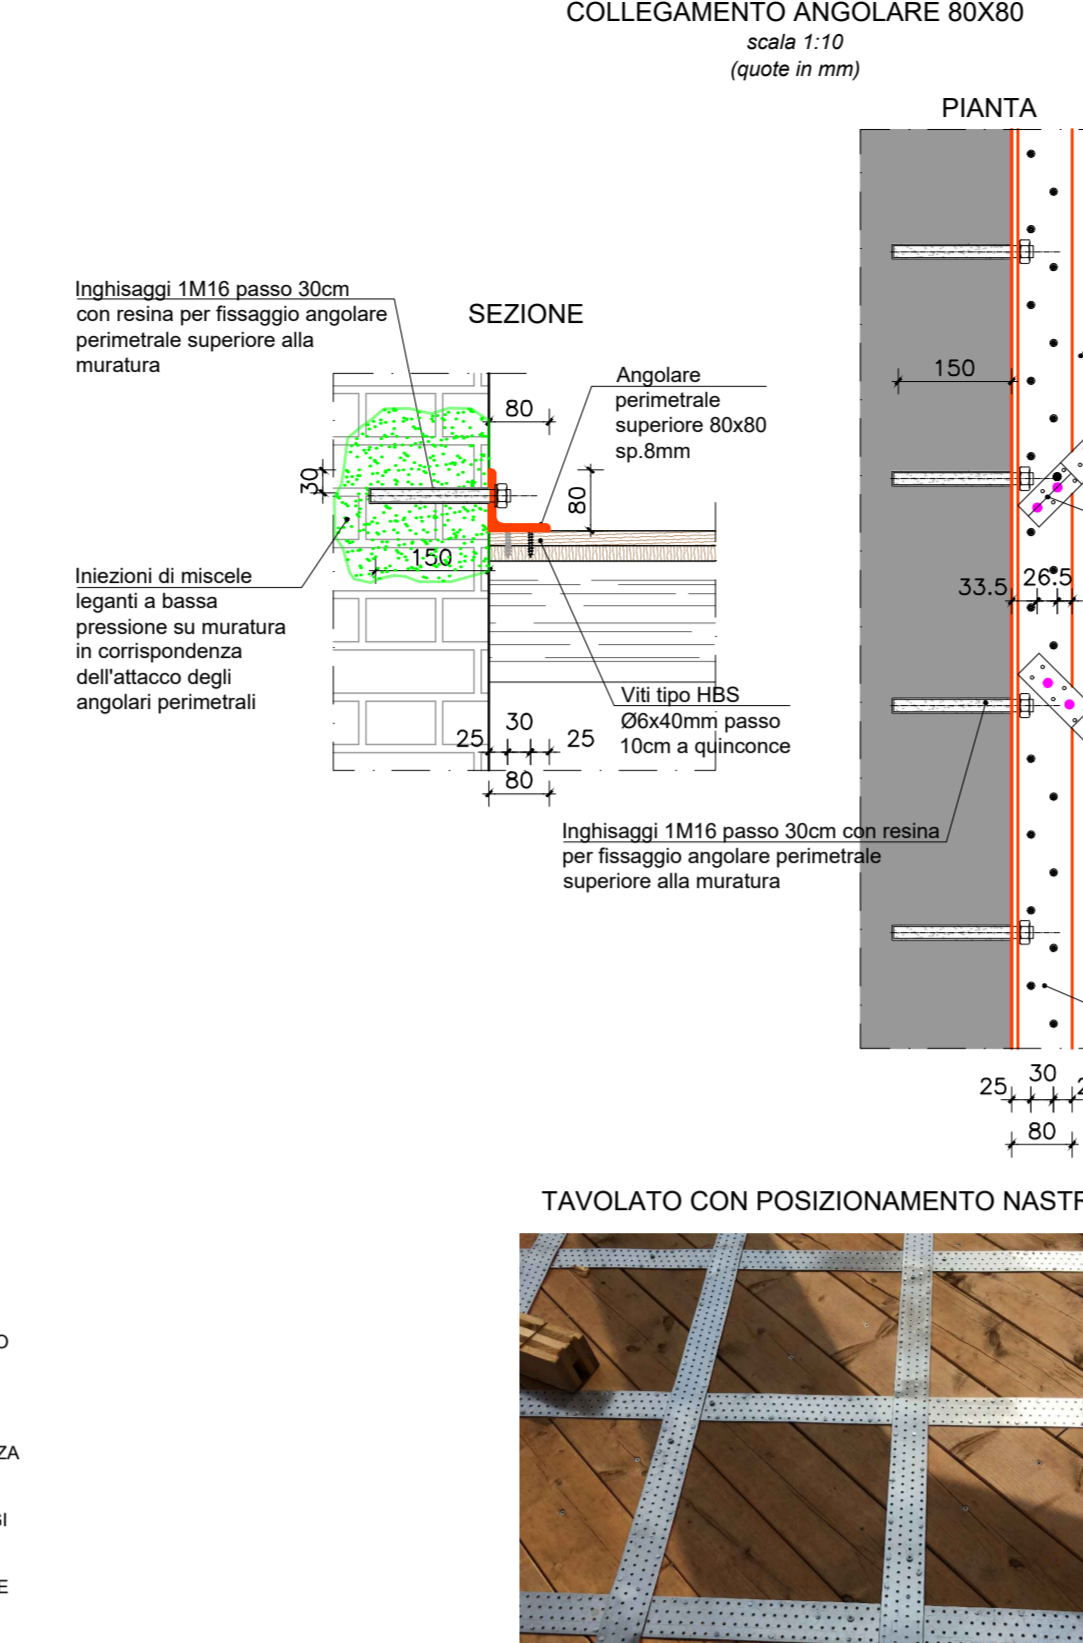 COLLEGAMENTO ANGOLARE 80X80
scala 1:10
(quote in mm)
PIANTA
SEZIONE
Inghisaggi 1M16 passo 30cm
con resina per fissaggio angolare
perimetrale superiore alla
muratura
Angolare
perimetrale
superiore 80x80
sp.8mm
80
80
30
150
150
Iniezioni di miscele
leganti a bassa
pressione su muratura
in corrispondenza
dell'attacco degli
angolari perimetrali
33.5
26.5
Viti tipo HBS
Ø6x40mm passo
10cm a quinconce
25
30
25
80
Inghisaggi 1M16 passo 30cm con resina
per fissaggio angolare perimetrale
superiore alla muratura
25
30
2
80
TAVOLATO CON POSIZIONAMENTO NASTR
O
ZA
GI
E